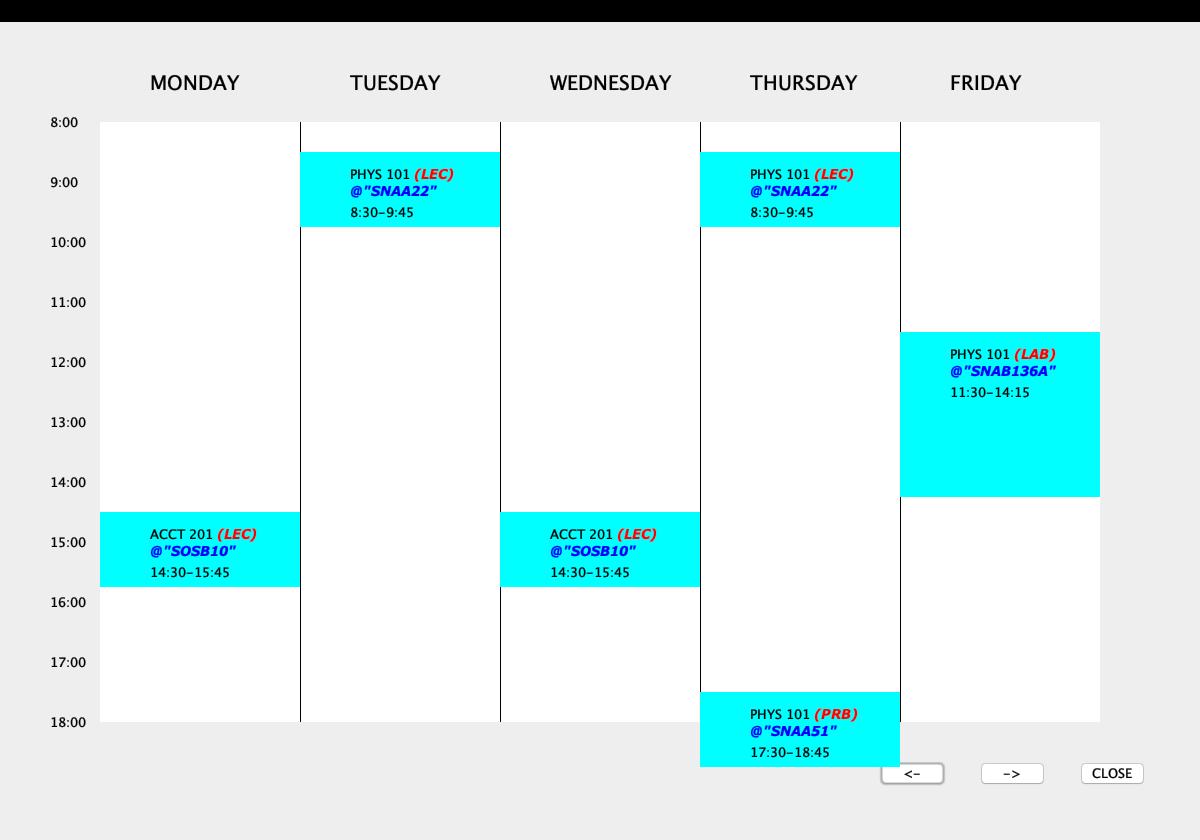 MONDAY TUESDAY WEDNESDAY THURSDAY FRIDAY
8:00
PHYS 101 (LEC) PHYS 101 (LEC)
9:00
@"SNAA22" @"SNAA22"
8:30-9:45 8:30-9:45
10:00
11:00
PHYS 101 (LAB)
12:00
@"SNAB136A"
11:30-14:15
13:00
14:00
ACCT 201 (LEC) ACCT 201 (LEC)
15:00
@"SOSB10" @"SOSB10"
14:30-15:45 14:30-15:45
16:00
17:00
PHYS 101 (PRB)
18:00
@"SNAA51"
17:30-18:45
<- -> CLOSE